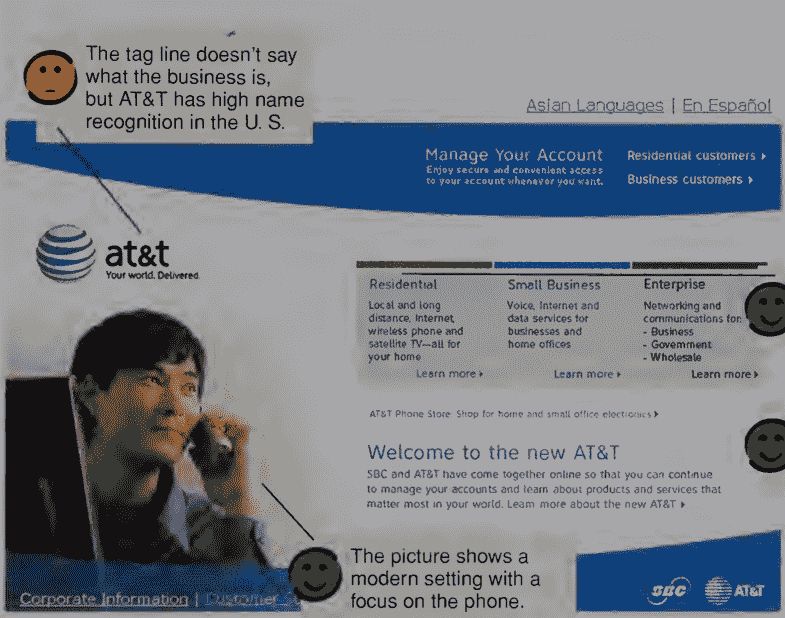 The tag line doesn't say
what the business is,
but AT&T has high name
recognition in the U. S.
Asian Languages | En Español
Manage Your Account
Enjoy secure and convenient access
to your account whenever you want.
Residential customers
Business customers
at&t
Your world. Delivered.
Residential
Local and long
distance, Internet,
wireless phone and
satellite TV—all for
your home
Learn more
Small Business
Voice, Internet and
data services for
businesses and
home offices
Learn more
Enterprise
Networking and
communications for:
- Business
- Government
- Wholesale
Learn more
AT&T Phone Store: Shop for home and small office electronics
Welcome to the new AT&T
SBC and AT&T have come together online so that you can continue
to manage your accounts and learn about products and services that
matter most in your world. Learn more about the new AT&T
The picture shows a
modern setting with a
focus on the phone.
Corporate Information | Customer
SBC AT&T